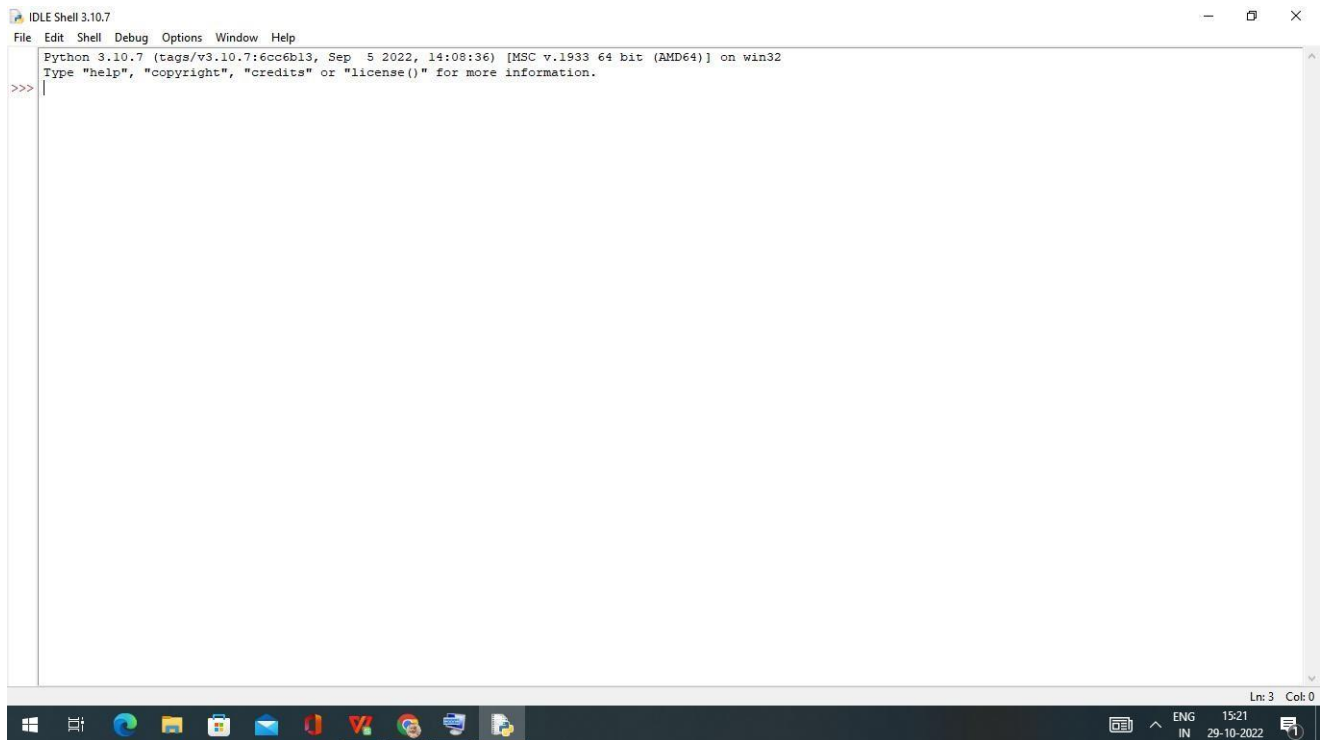 IDLE Shell 3.10.7
File Edit Shell Debug Options Window Help
Python 3.10.7 (tags/v3.10.7:6cc6b13, Sep  5 2022, 14:08:36) [MSC v.1933 64 bit (AMD64)] on win32
Type "help", "copyright", "credits" or "license()" for more information.
>>>
Ln: 3 Col: 0
ENG 15:21
IN 29-10-2022
1